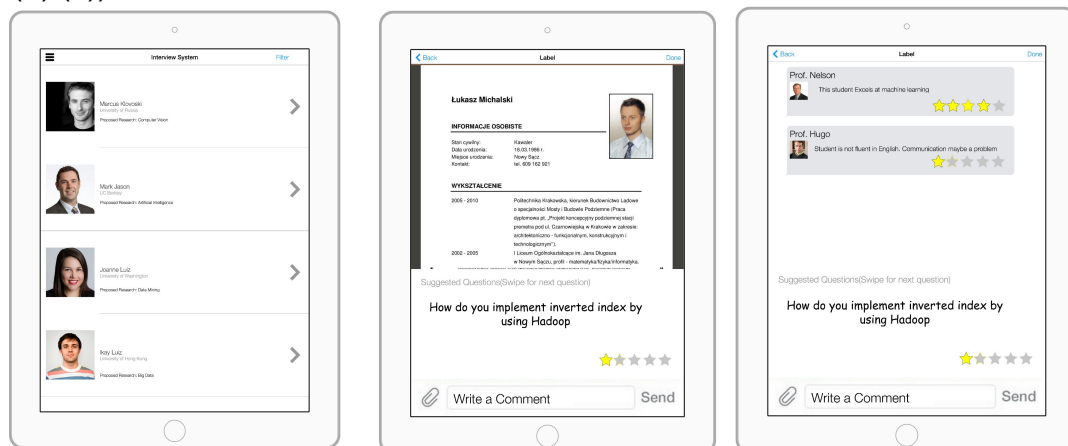 Interview System
Filter
Marcus Klovoski
University of Russia
Proposed Research: Computer Vision
Mark Jason
UC Berkley
Proposed Research: Artificial Intelligence
Joanne Luiz
University of Washington
Proposed Research: Data Mining
Ikay Luiz
University of Hong Kong
Proposed Research: Big Data
Back
Label
Done
Łukasz Michalski
INFORMACJE OSOBISTE
Stan cywilny: Kawaler
Data urodzenia: 18.03.1986 r.
Miejsce urodzenia: Nowy Sącz
Kontakt: tel. 609 162 921
WYKSZTAŁCENIE
2005 - 2010 Politechnika Krakowska, kierunek Budownictwo Lądowe
o specjalności Mosty i Budowle Podziemne (Praca
dyplomowa pt. „Projekt koncepcyjny podziemnej stacji
prometra pod ul. Czarnowiejską w Krakowie w zakresie:
architektoniczno - funkcjonalnym, konstrukcyjnym i
technologicznym").
2002 - 2005 I Liceum Ogólnokształcące im. Jana Długosza
w Nowym Sączu, profil - matematyka/fizyka/informatyka.
Suggested Questions(Swipe for next question)
How do you implement inverted index by
using Hadoop
Write a Comment
Send
Back
Label
Done
Prof. Nelson
This student Excels at machine learning
Prof. Hugo
Student is not fluent in English. Communication maybe a problem
Suggested Questions(Swipe for next question)
How do you implement inverted index by
using Hadoop
Write a Comment
Send